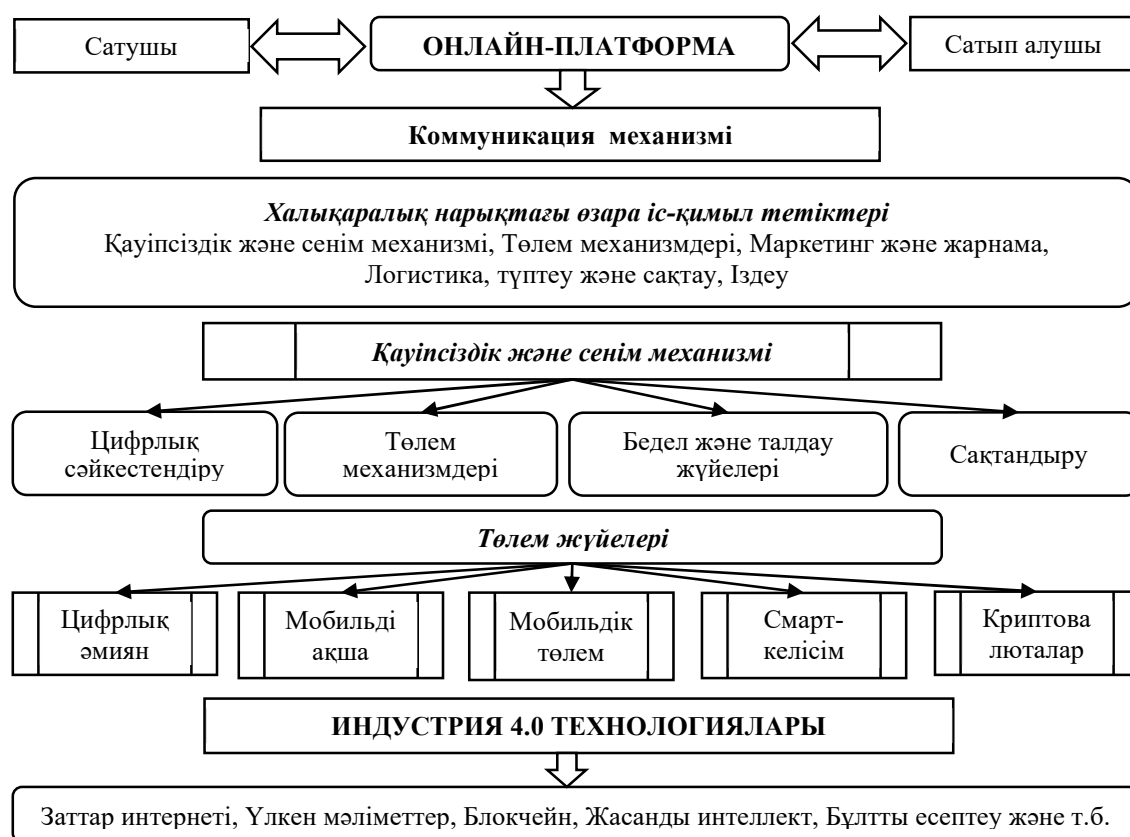 Сатушы
ОНЛАЙН-ПЛАТФОРМА
Сатып алушы
Коммуникация механизмі
Халықаралық нарықтағы өзара іс-қимыл тетіктері
Қауіпсіздік және сенім механизмі, Төлем механизмдері, Маркетинг және жарнама,
Логистика, түптеу және сақтау, Іздеу
Қауіпсіздік және сенім механизмі
Цифрлық
сәйкестендіру
Төлем
механизмдері
Бедел және талдау
жүйелері
Сақтандыру
Төлем жүйелері
Цифрлық
әмиян
Мобильді
ақша
Мобильдік
төлем
Смарт-
келісім
Криптова
люталар
ИНДУСТРИЯ 4.0 ТЕХНОЛОГИЯЛАРЫ
Заттар интернеті, Үлкен мәліметтер, Блокчейн, Жасанды интеллект, Бұлтты есептеу және т.б.